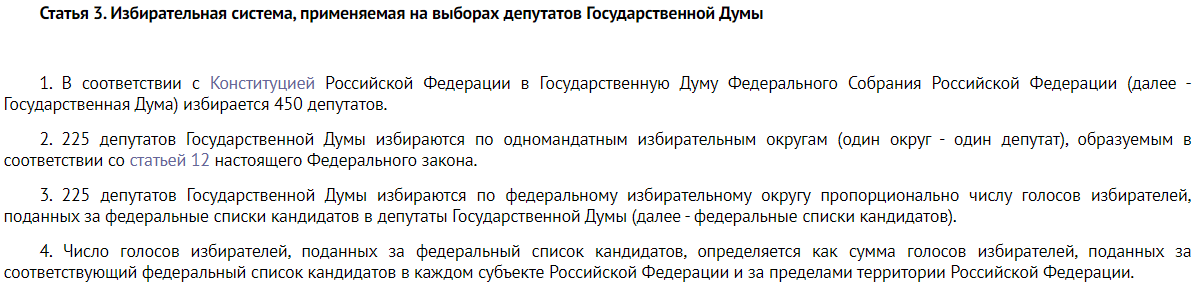 Статья 3. Избирательная система, применяемая на выборах депутатов Государственной Думы
1. В соответствии с Конституцией Российской Федерации в Государственную Думу Федерального Собрания Российской Федерации (далее -
Государственная Дума) избирается 450 депутатов.
2. 225 депутатов Государственной Думы избираются по одномандатным избирательным округам (один округ - один депутат), образуемым в
соответствии со статьей 12 настоящего Федерального закона.
3. 225 депутатов Государственной Думы избираются по федеральному избирательному округу пропорционально числу голосов избирателей,
поданных за федеральные списки кандидатов в депутаты Государственной Думы (далее - федеральные списки кандидатов).
4. Число голосов избирателей, поданных за федеральный список кандидатов, определяется как сумма голосов избирателей, поданных за
соответствующий федеральный список кандидатов в каждом субъекте Российской Федерации и за пределами территории Российской Федерации.